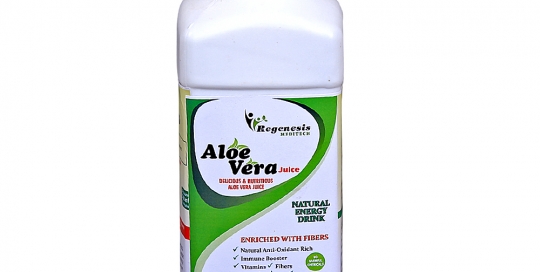 Regenesis
MEDITECH
Aloe
Vera Juice
DELICIOUS & NUTRITIOUS
ALOE VERA JUICE
NATURAL
ENERGY
DRINK
ENRICHED WITH FIBERS
✓ Natural Anti-Oxidant Rich
✓ Immune Booster
✓ Vitamins ✓ Fibers